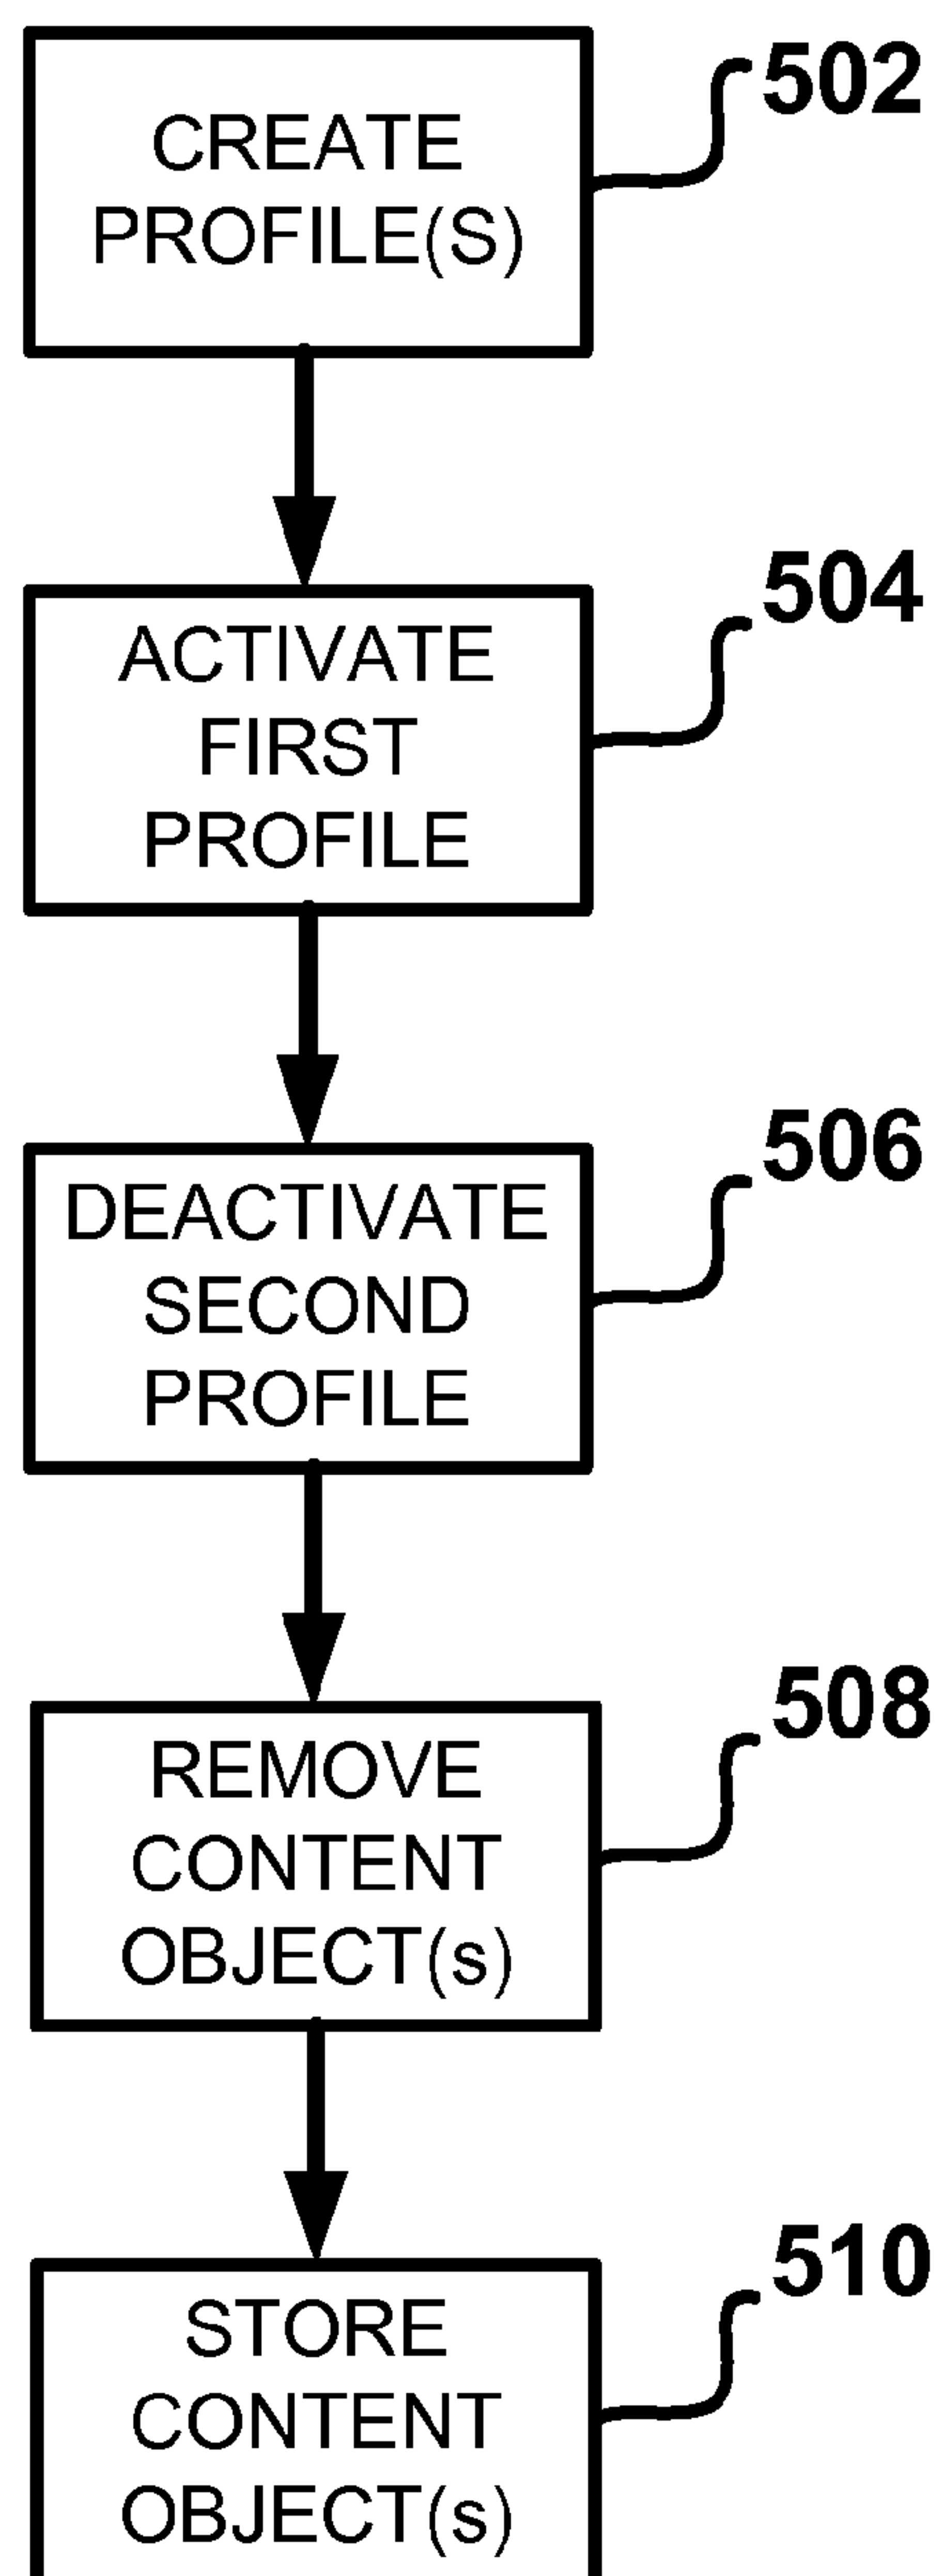 CREATE
PROFILE(S)
502
ACTIVATE
FIRST
PROFILE
504
DEACTIVATE
SECOND
PROFILE
506
REMOVE
CONTENT
OBJECT(s)
508
STORE
CONTENT
OBJECT(s)
510